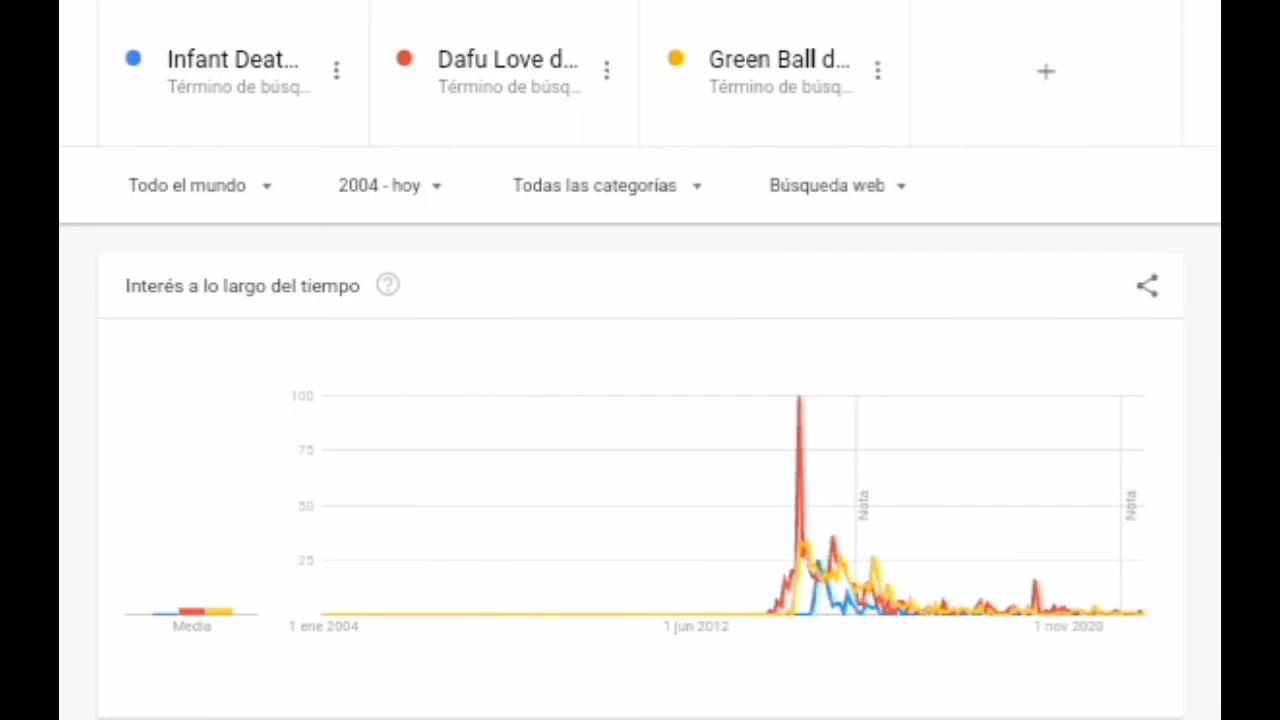 Infant Deat... Dafu Love d... Green Ball d...
Término de búsq... Término de búsq... Término de búsq...
Todo el mundo 2004 - hoy Todas las categorías Búsqueda web
Interés a lo largo del tiempo
100
75
50
25
Nota
Nota
Media
1 ene 2004 1 jun 2012 1 nov 2020